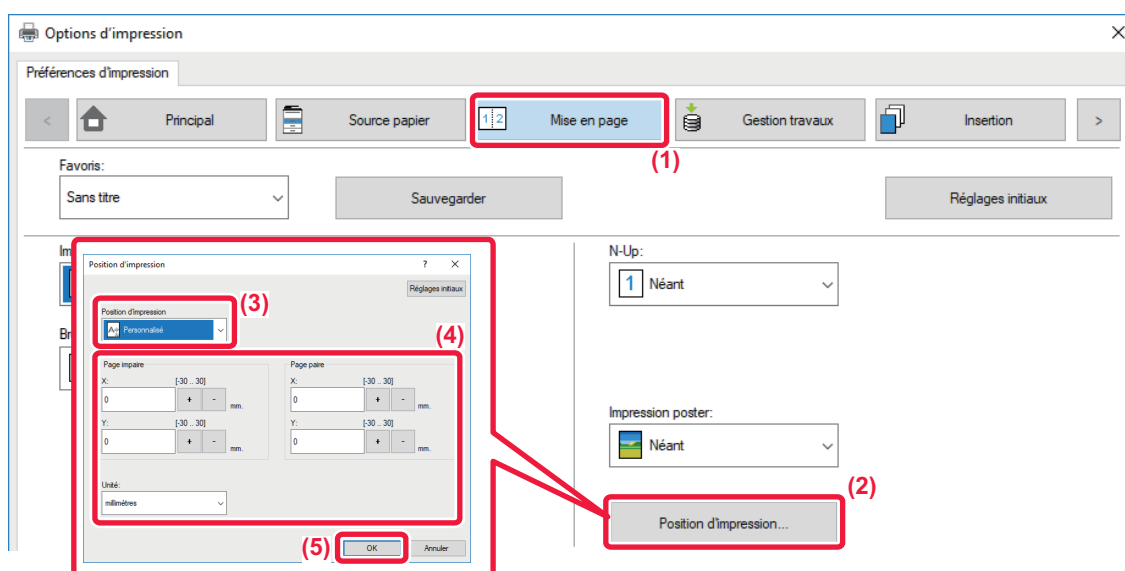 Options d'impression
Préférences d'impression
< Principal Source papier 1 2 Mise en page Gestion travaux Insertion >
(1)
Favoris:
Sans titre Sauvegarder Réglages initiaux
Im
Br
N-Up:
1 Néant
Position d'impression ? ×
Réglages initiaux
Position d'impression
(3)
Personnalisé
(4)
Page impaire Page paire
X: [-30 .. 30] X: [-30 .. 30]
0 + - mm. 0 + - mm.
Y: [-30 .. 30] Y: [-30 .. 30]
0 + - mm. 0 + - mm.
Unité:
millimètres
(5) OK Annuler
Impression poster:
Néant
(2)
Position d'impression...